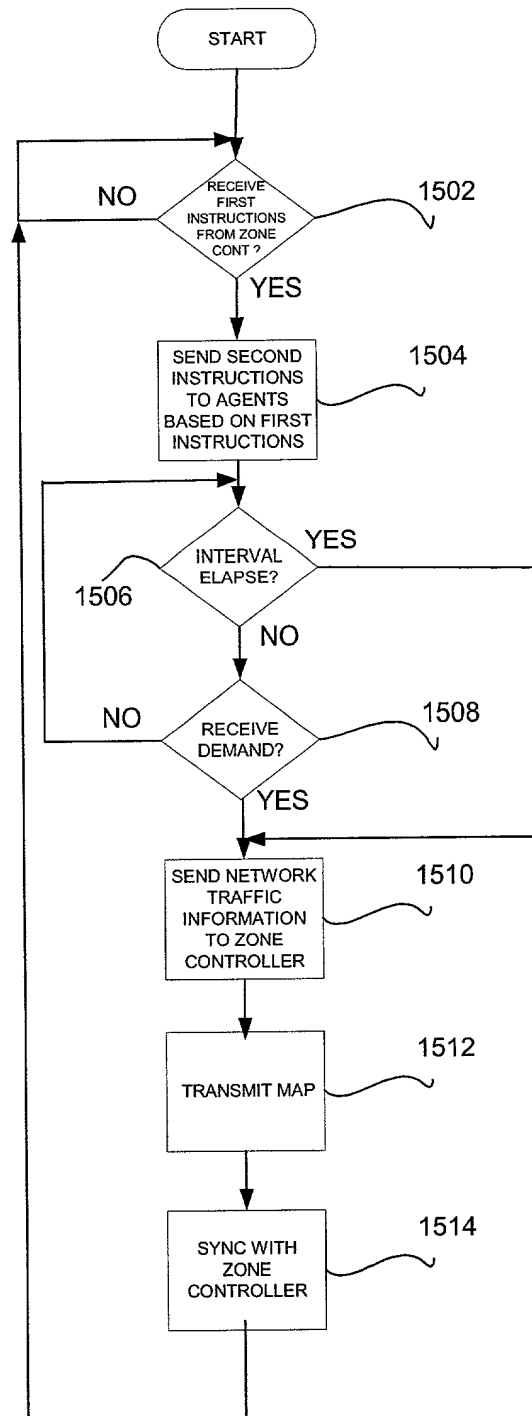 START
RECEIVE
FIRST
INSTRUCTIONS
FROM ZONE
CONT ?
NO
1502
YES
SEND SECOND
INSTRUCTIONS
TO AGENTS
BASED ON FIRST
INSTRUCTIONS
1504
INTERVAL
ELAPSE?
YES
1506
NO
RECEIVE
DEMAND?
NO
1508
YES
SEND NETWORK
TRAFFIC
INFORMATION
TO ZONE
CONTROLLER
1510
TRANSMIT MAP
1512
SYNC WITH
ZONE
CONTROLLER
1514